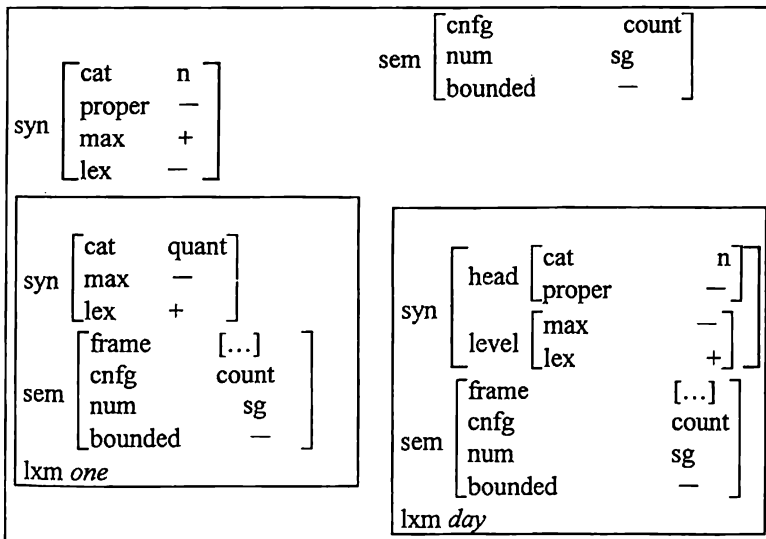 syn [cat n
proper —
max +
lex —]
sem [cnfg count
num sg
bounded —]
syn [cat quant
max —
lex +]
sem [frame [...]
cnfg count
num sg
bounded —]
lxm one
syn [head [cat n
proper —]
level [max —
lex +]]
sem [frame [...]
cnfg count
num sg
bounded —]
lxm day